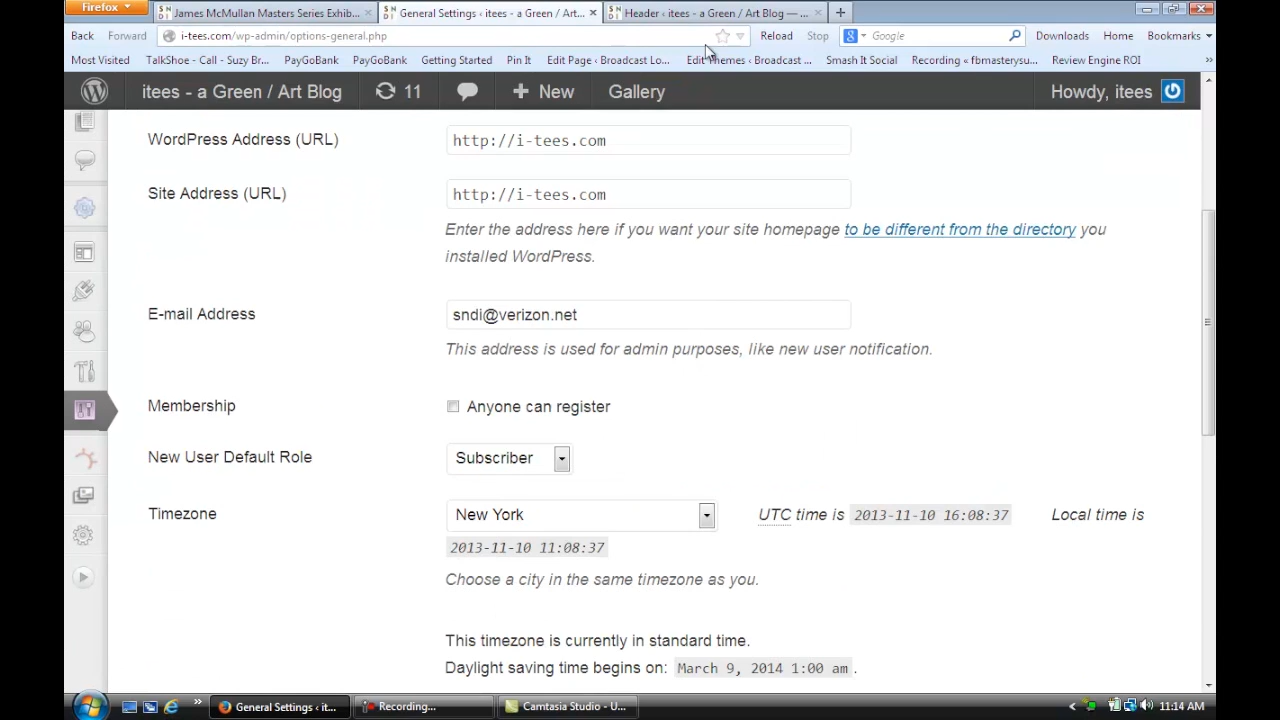 Firefox
James McMullan Masters Series Exhib...
General Settings ‹ itees - a Green / Art...
Header ‹ itees - a Green / Art Blog — ...
Back
Forward
i-tees.com/wp-admin/options-general.php
Reload
Stop
Google
Downloads
Home
Bookmarks
Most Visited
TalkShoe - Call - Suzy Br...
PayGoBank
PayGoBank
Getting Started
Pin It
Edit Page ‹ Broadcast Lo...
Edit Themes ‹ Broadcast ...
Smash It Social
Recording « fbmasterysu...
Review Engine ROI
itees - a Green / Art Blog
11
New
Gallery
Howdy, itees
WordPress Address (URL)
http://i-tees.com
Site Address (URL)
http://i-tees.com
Enter the address here if you want your site homepage to be different from the directory you
installed WordPress.
E-mail Address
sndi@verizon.net
This address is used for admin purposes, like new user notification.
Membership
Anyone can register
New User Default Role
Subscriber
Timezone
New York
UTC time is 2013-11-10 16:08:37
Local time is
2013-11-10 11:08:37
Choose a city in the same timezone as you.
This timezone is currently in standard time.
Daylight saving time begins on: March 9, 2014 1:00 am.
General Settings ‹ it...
Recording...
Camtasia Studio - U...
11:14 AM